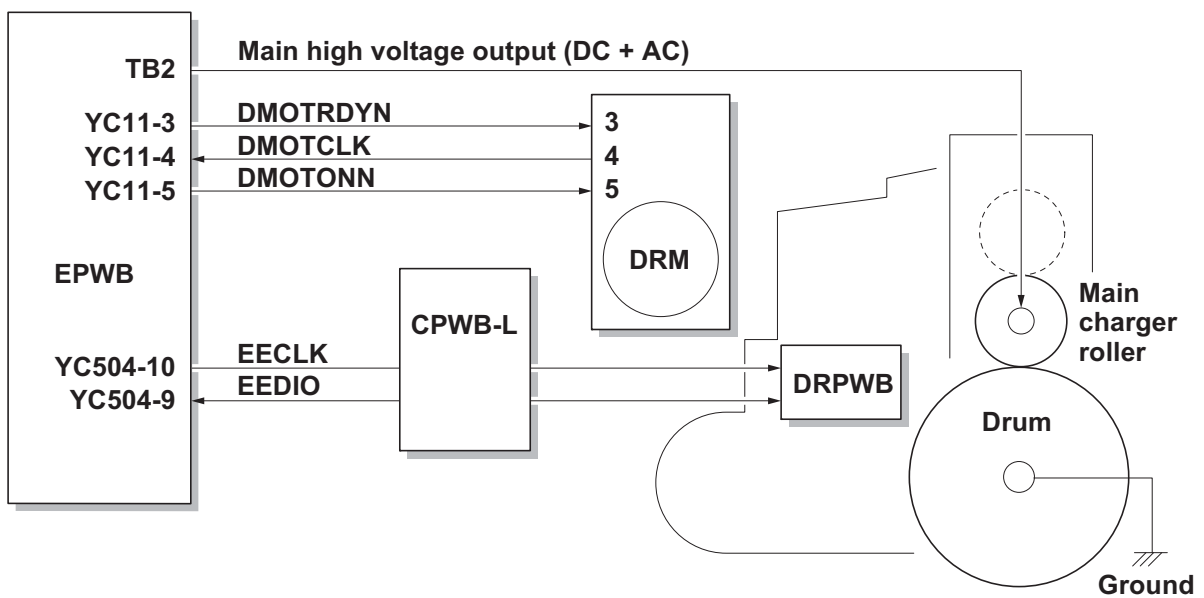 Main high voltage output (DC + AC)
TB2
YC11-3
DMOTRDYN
3
YC11-4
DMOTCLK
4
YC11-5
DMOTONN
5
DRM
EPWB
CPWB-L
Main
charger
roller
YC504-10
EECLK
YC504-9
EEDIO
DRPWB
Drum
Ground